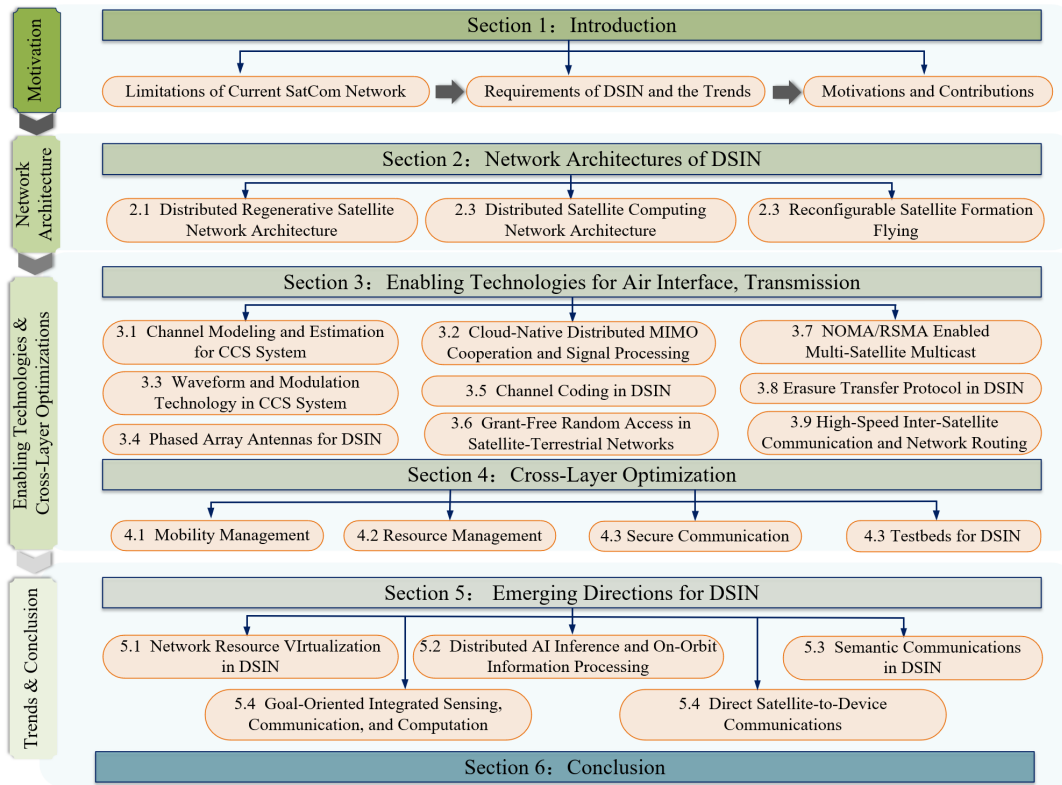 Motivation
Section 1: Introduction
Limitations of Current SatCom Network
Requirements of DSIN and the Trends
Motivations and Contributions
Network
Architecture
Section 2: Network Architectures of DSIN
2.1 Distributed Regenerative Satellite
Network Architecture
2.3 Distributed Satellite Computing
Network Architecture
2.3 Reconfigurable Satellite Formation
Flying
Enabling Technologies &
Cross-Layer Optimizations
Section 3: Enabling Technologies for Air Interface, Transmission
3.1 Channel Modeling and Estimation
for CCS System
3.2 Cloud-Native Distributed MIMO
Cooperation and Signal Processing
3.7 NOMA/RSMA Enabled
Multi-Satellite Multicast
3.3 Waveform and Modulation
Technology in CCS System
3.5 Channel Coding in DSIN
3.8 Erasure Transfer Protocol in DSIN
3.4 Phased Array Antennas for DSIN
3.6 Grant-Free Random Access in
Satellite-Terrestrial Networks
3.9 High-Speed Inter-Satellite
Communication and Network Routing
Section 4: Cross-Layer Optimization
4.1 Mobility Management
4.2 Resource Management
4.3 Secure Communication
4.3 Testbeds for DSIN
Trends & Conclusion
Section 5: Emerging Directions for DSIN
5.1 Network Resource VIrtualization
in DSIN
5.2 Distributed AI Inference and On-Orbit
Information Processing
5.3 Semantic Communications
in DSIN
5.4 Goal-Oriented Integrated Sensing,
Communication, and Computation
5.4 Direct Satellite-to-Device
Communications
Section 6: Conclusion